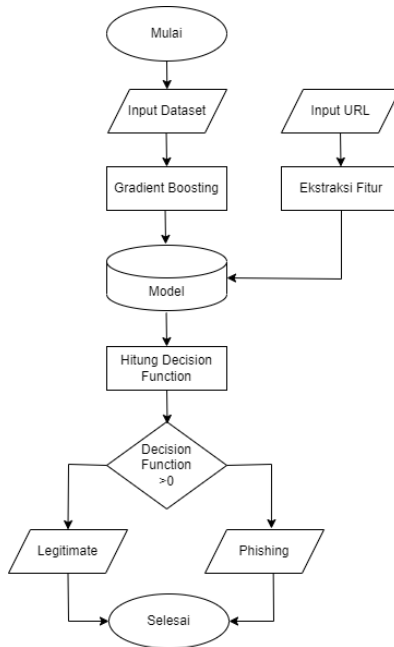 Mulai
Input Dataset
Input URL
Gradient Boosting
Ekstraksi Fitur
Model
Hitung Decision
Function
Decision
Function
>0
Legitimate
Phishing
Selesai